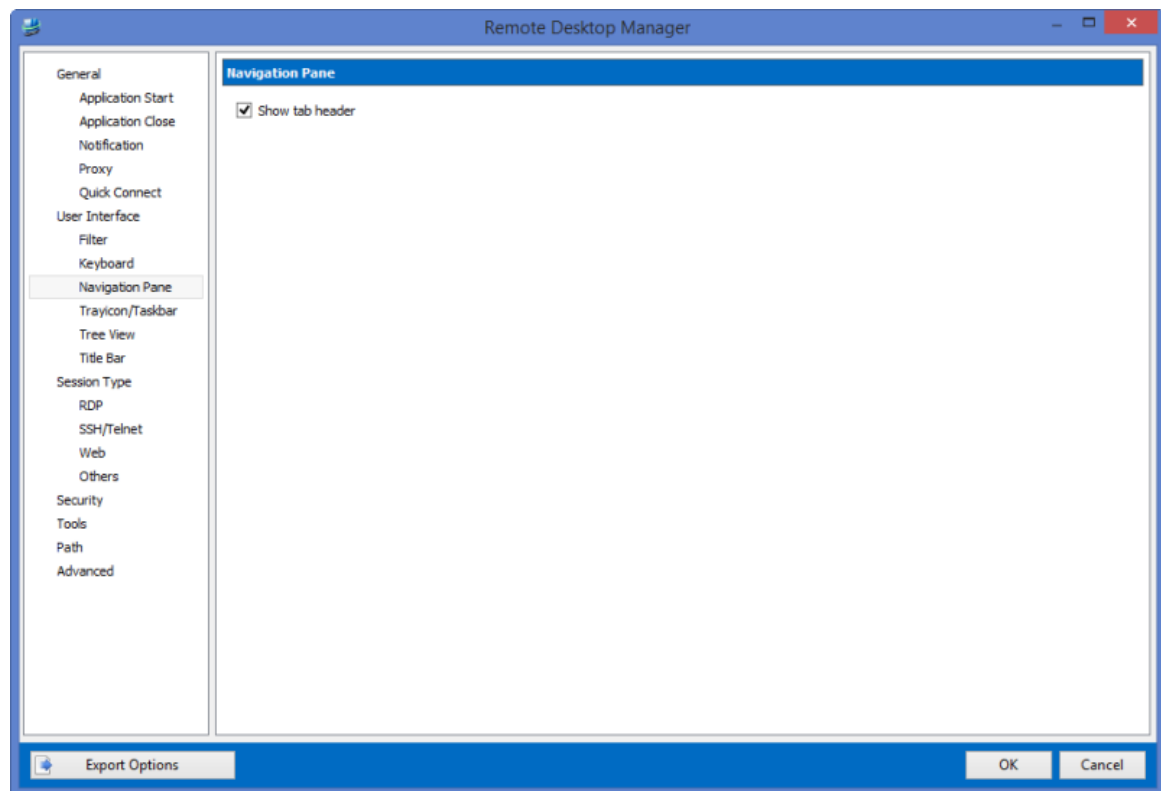 Remote Desktop Manager
General
Application Start
Application Close
Notification
Proxy
Quick Connect
User Interface
Filter
Keyboard
Navigation Pane
Trayicon/Taskbar
Tree View
Title Bar
Session Type
RDP
SSH/Telnet
Web
Others
Security
Tools
Path
Advanced
Navigation Pane
Show tab header
Export Options
OK
Cancel